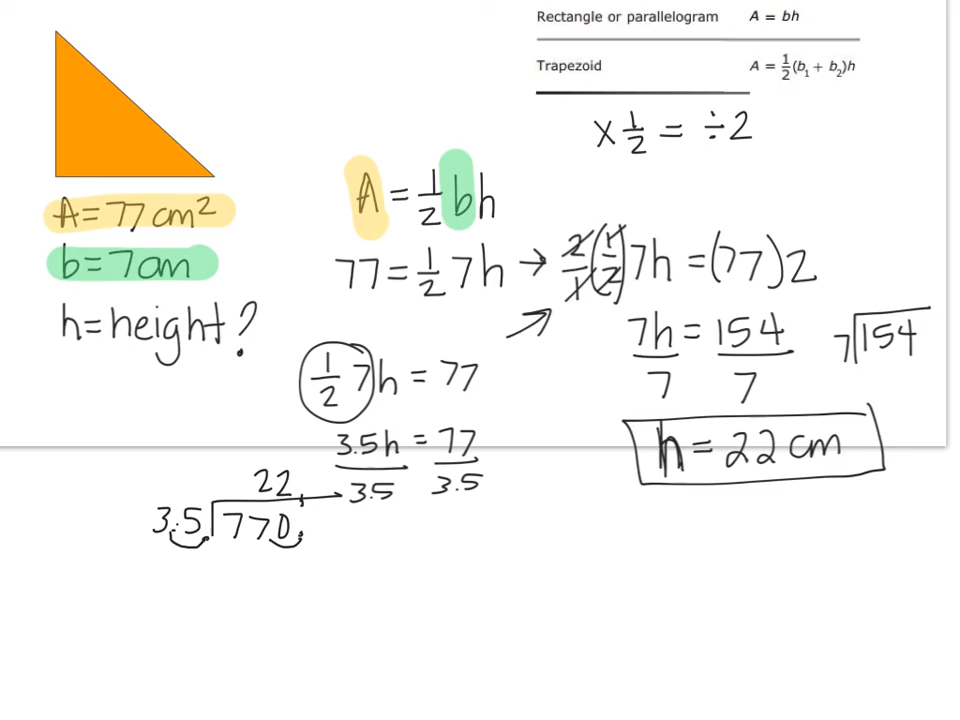 Rectangle or parallelogram A = bh
Trapezoid A = ½(b₁ + b₂)h
x ½ = ÷2
A = 77 cm²
b = 7 cm
h = height?
A = ½ bh
77 = ½ 7h → 2/1 (1/2) 7h = (77) 2
7h = 154
7 7
7⟌154
h = 22 cm
½ 7h = 77
3.5h = 77
3.5 3.5
22.
3.5⟌770.